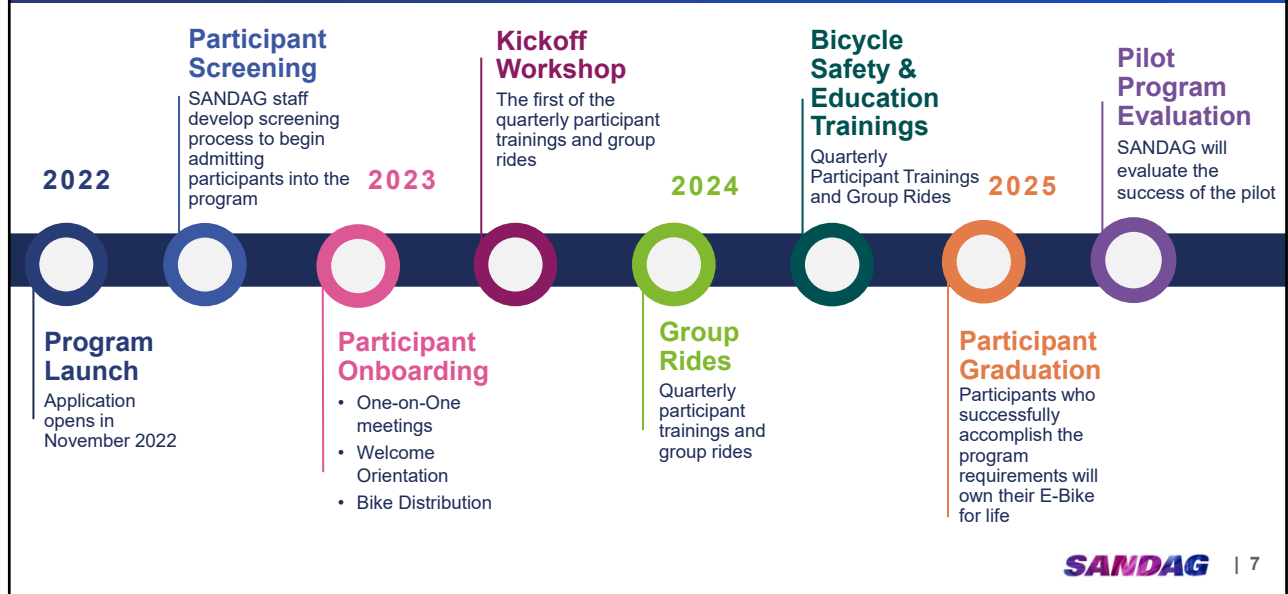 2022
Program
Launch
Application
opens in
November 2022
Participant
Screening
SANDAG staff
develop screening
process to begin
admitting
participants into the
program
2023
Participant
Onboarding
• One-on-One
meetings
• Welcome
Orientation
• Bike Distribution
Kickoff
Workshop
The first of the
quarterly participant
trainings and group
rides
2024
Group
Rides
Quarterly
participant
trainings and
group rides
Bicycle
Safety &
Education
Trainings
Quarterly
Participant Trainings
and Group Rides
2025
Participant
Graduation
Participants who
successfully
accomplish the
program
requirements will
own their E-Bike
for life
Pilot
Program
Evaluation
SANDAG will
evaluate the
success of the pilot
SANDAG | 7